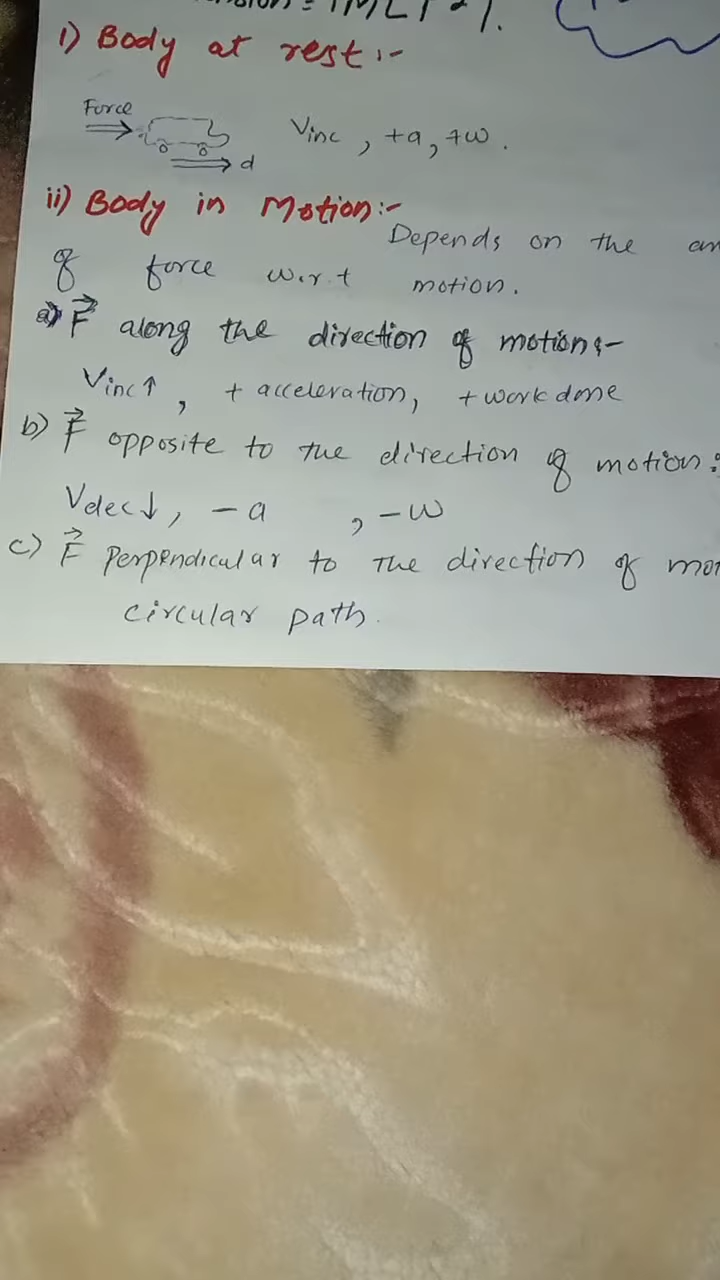 i) Body at rest :-
Force
Vinc , +a, +w .
d
ii) Body in Motion:-
Depends on the
of force w.r.t motion.
a) F⃗ along the direction of motion:-
Vinc↑ , + acceleration, + work done
b) F⃗ opposite to the direction of motion:
Vdec↓, - a , - w
c) F⃗ Perpendicular to The direction of
circular path.